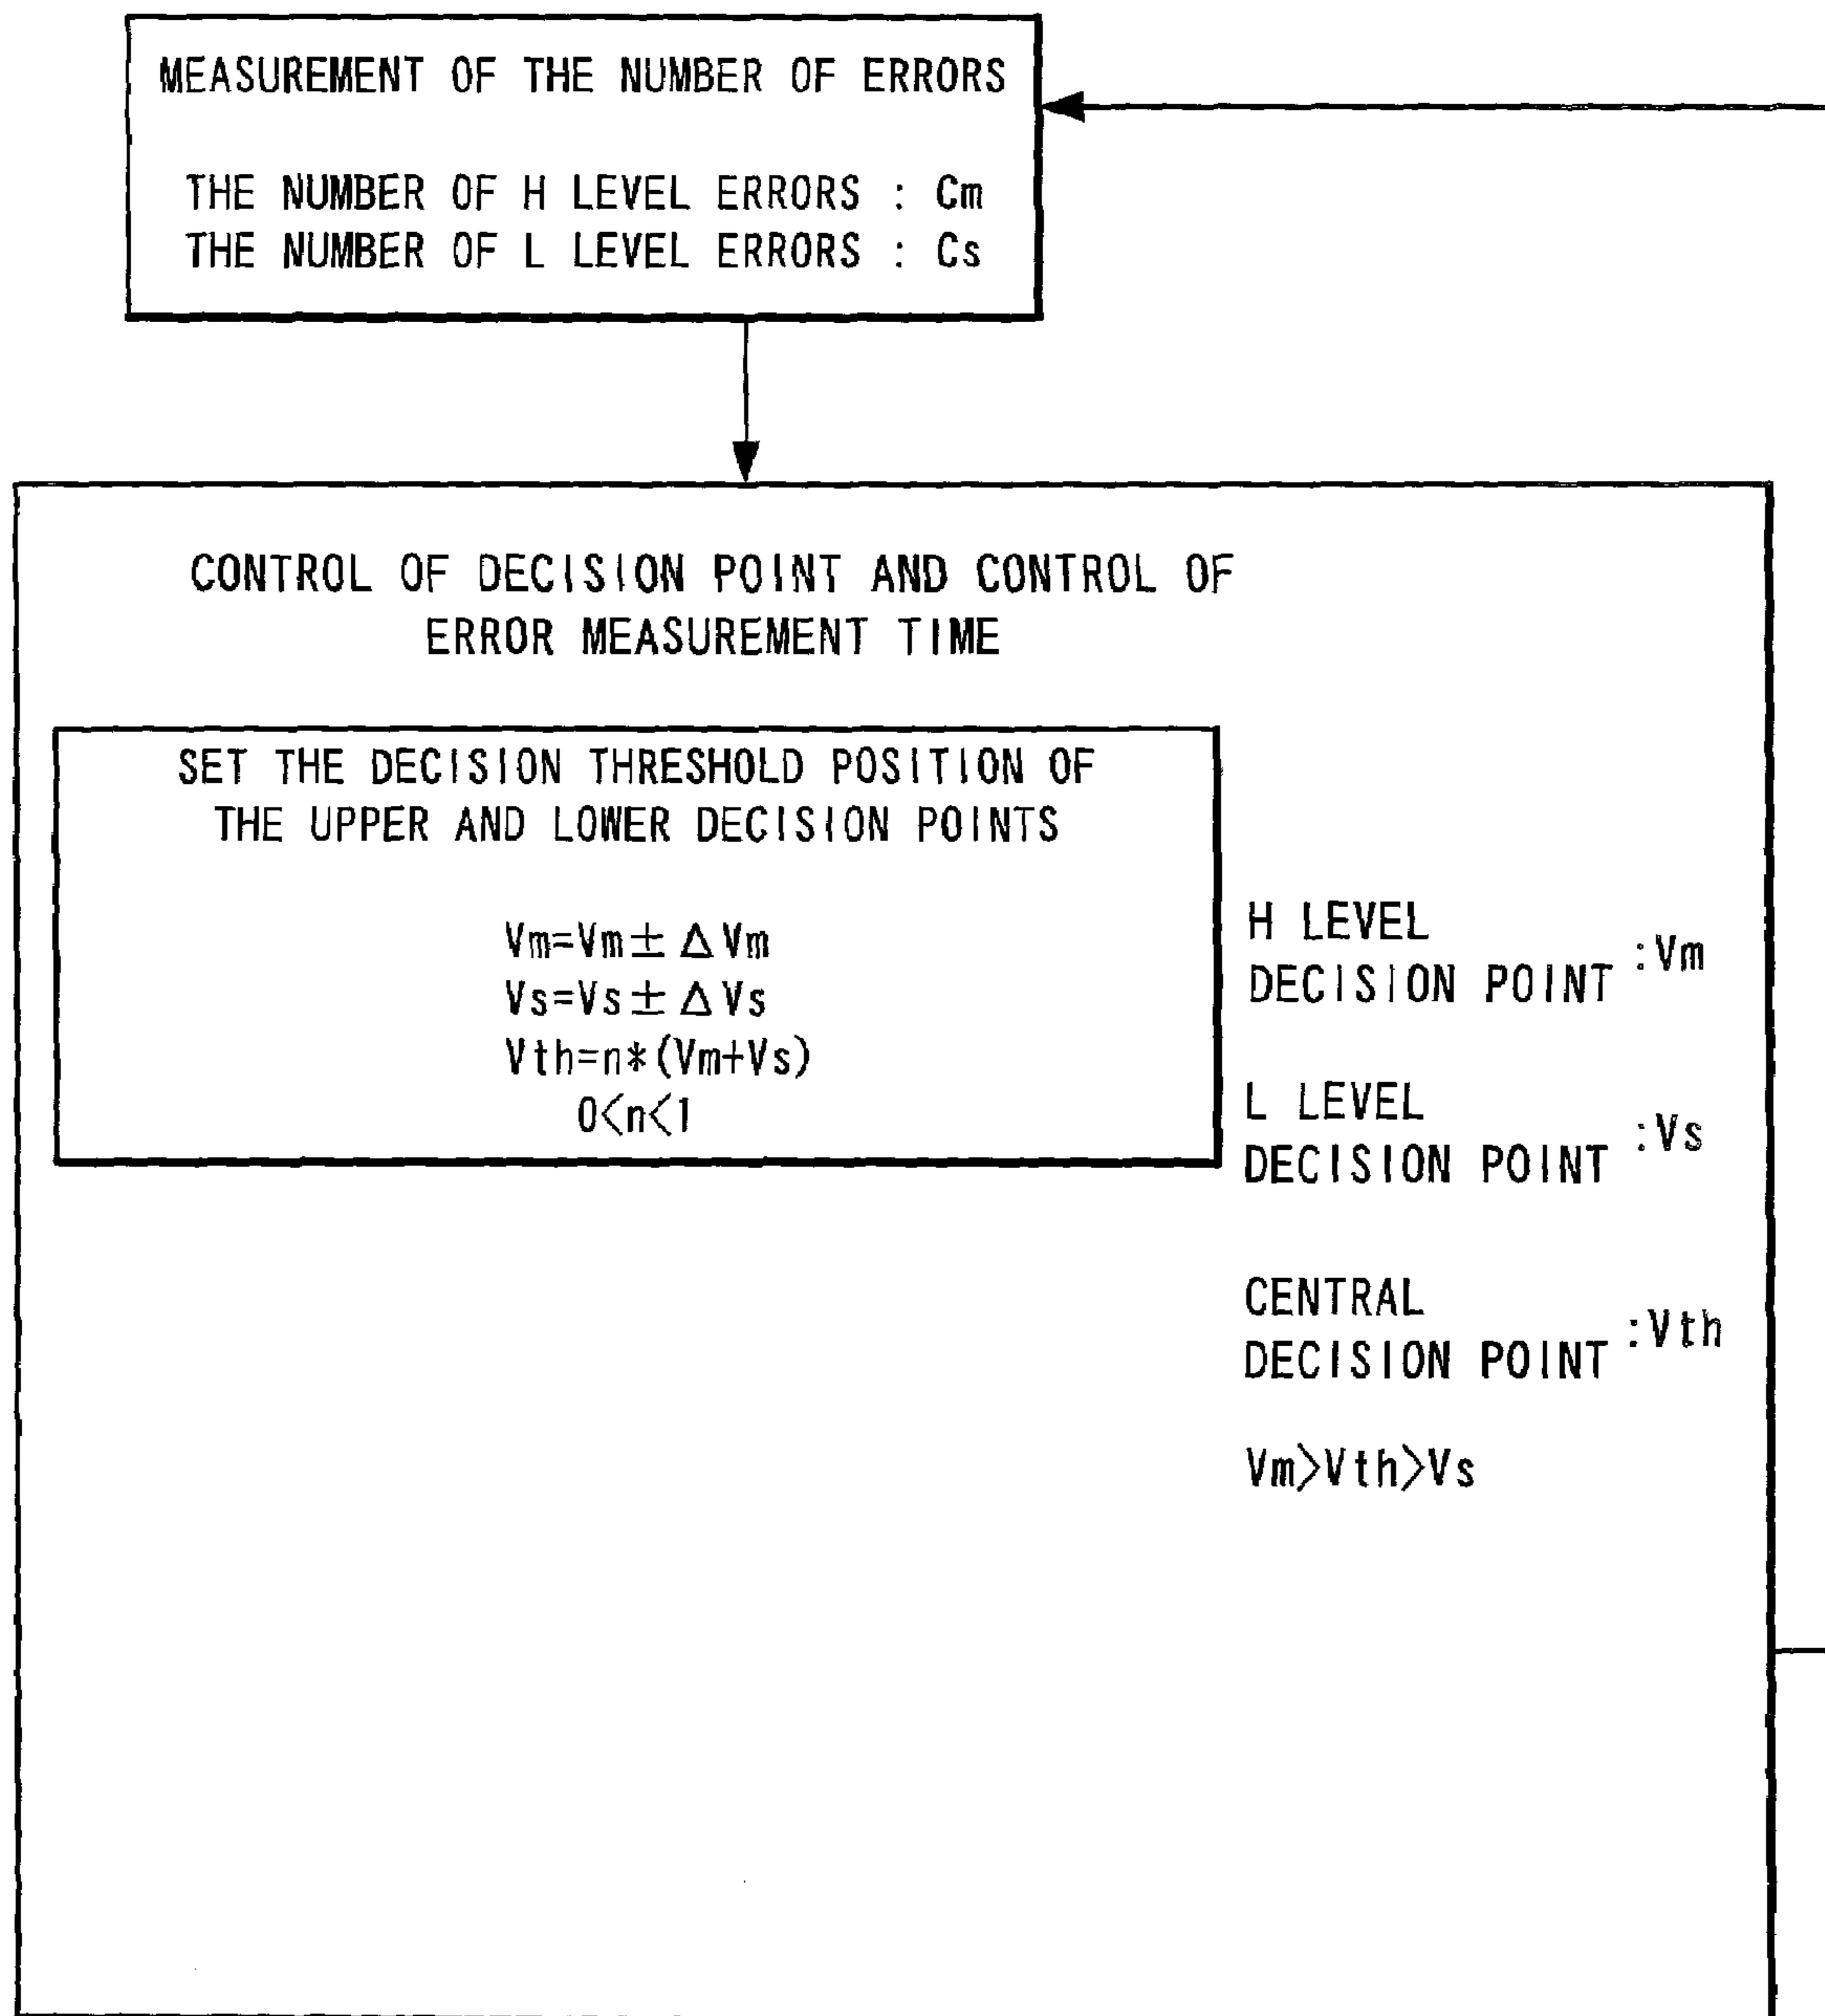 MEASUREMENT OF THE NUMBER OF ERRORS
THE NUMBER OF H LEVEL ERRORS : Cm
THE NUMBER OF L LEVEL ERRORS : Cs
CONTROL OF DECISION POINT AND CONTROL OF
ERROR MEASUREMENT TIME
SET THE DECISION THRESHOLD POSITION OF
THE UPPER AND LOWER DECISION POINTS
Vm=Vm±ΔVm
Vs=Vs±ΔVs
Vth=n*(Vm+Vs)
0<n<1
H LEVEL
DECISION POINT :Vm
L LEVEL
DECISION POINT :Vs
CENTRAL
DECISION POINT :Vth
Vm>Vth>Vs